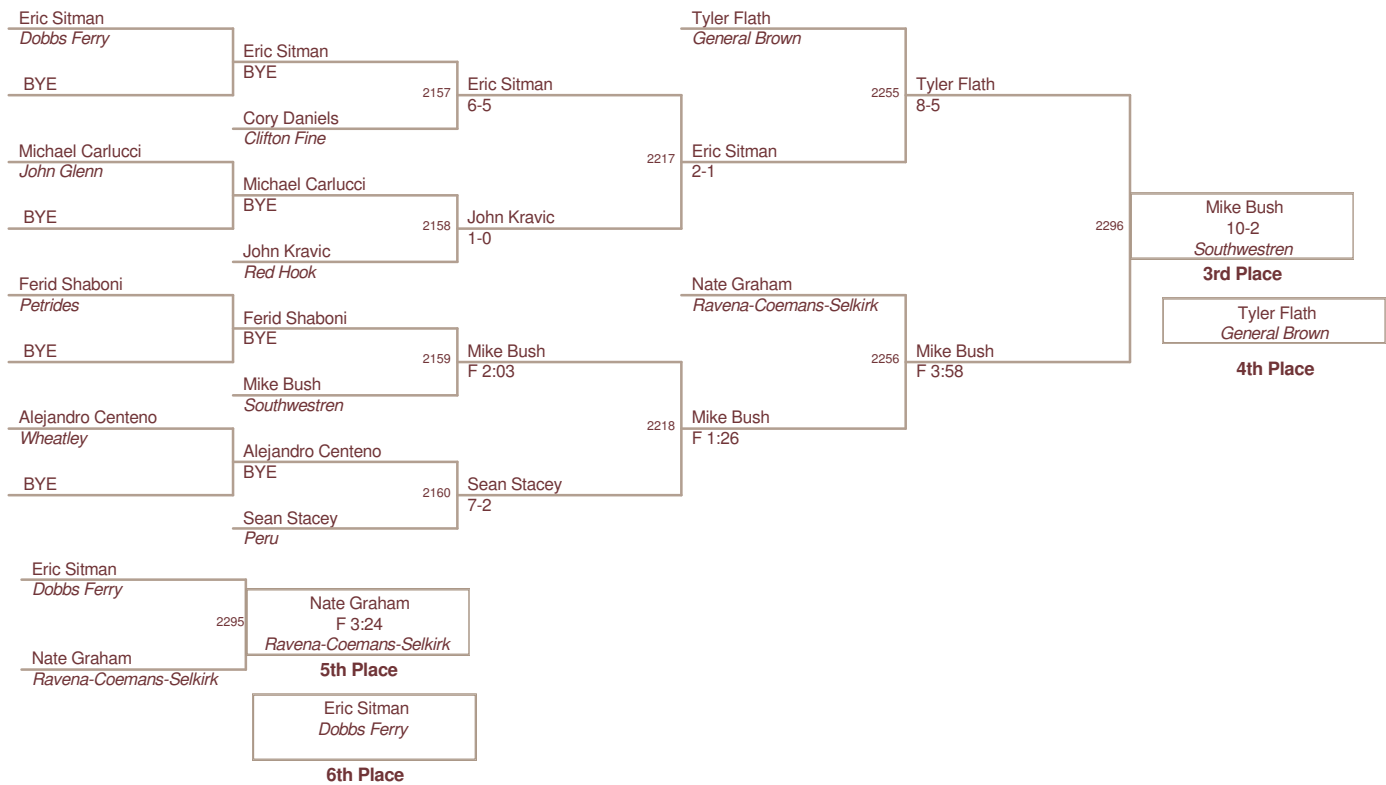 Eric Sitman
Dobbs Ferry
BYE
Michael Carlucci
John Glenn
BYE
Ferid Shaboni
Petrides
BYE
Alejandro Centeno
Wheatley
BYE
Eric Sitman
BYE
2157
Cory Daniels
Clifton Fine
Michael Carlucci
BYE
2158
John Kravic
Red Hook
Ferid Shaboni
BYE
2159
Mike Bush
Southwestren
Alejandro Centeno
BYE
2160
Sean Stacey
Peru
Eric Sitman
6-5
2217
John Kravic
1-0
Mike Bush
F 2:03
2218
Sean Stacey
7-2
Tyler Flath
General Brown
2255
Eric Sitman
2-1
Nate Graham
Ravena-Coemans-Selkirk
2256
Mike Bush
F 1:26
Tyler Flath
8-5
2296
Mike Bush
F 3:58
Mike Bush
10-2
Southwestren
3rd Place
Tyler Flath
General Brown
4th Place
Eric Sitman
Dobbs Ferry
2295
Nate Graham
Ravena-Coemans-Selkirk
Nate Graham
F 3:24
Ravena-Coemans-Selkirk
5th Place
Eric Sitman
Dobbs Ferry
6th Place